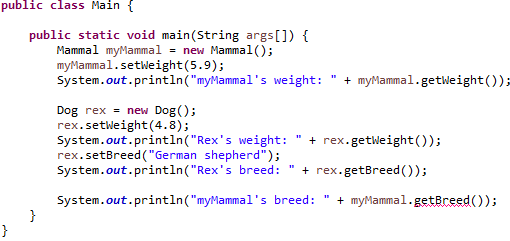 public class Main {
public static void main(String args[]) {
Mammal myMammal = new Mammal();
myMammal.setWeight(5.9);
System.out.println("myMammal's weight: " + myMammal.getWeight());
Dog rex = new Dog();
rex.setWeight(4.8);
System.out.println("Rex's weight: " + rex.getWeight());
rex.setBreed("German shepherd");
System.out.println("Rex's breed: " + rex.getBreed());
System.out.println("myMammal's breed: " + myMammal.getBreed());
}
}